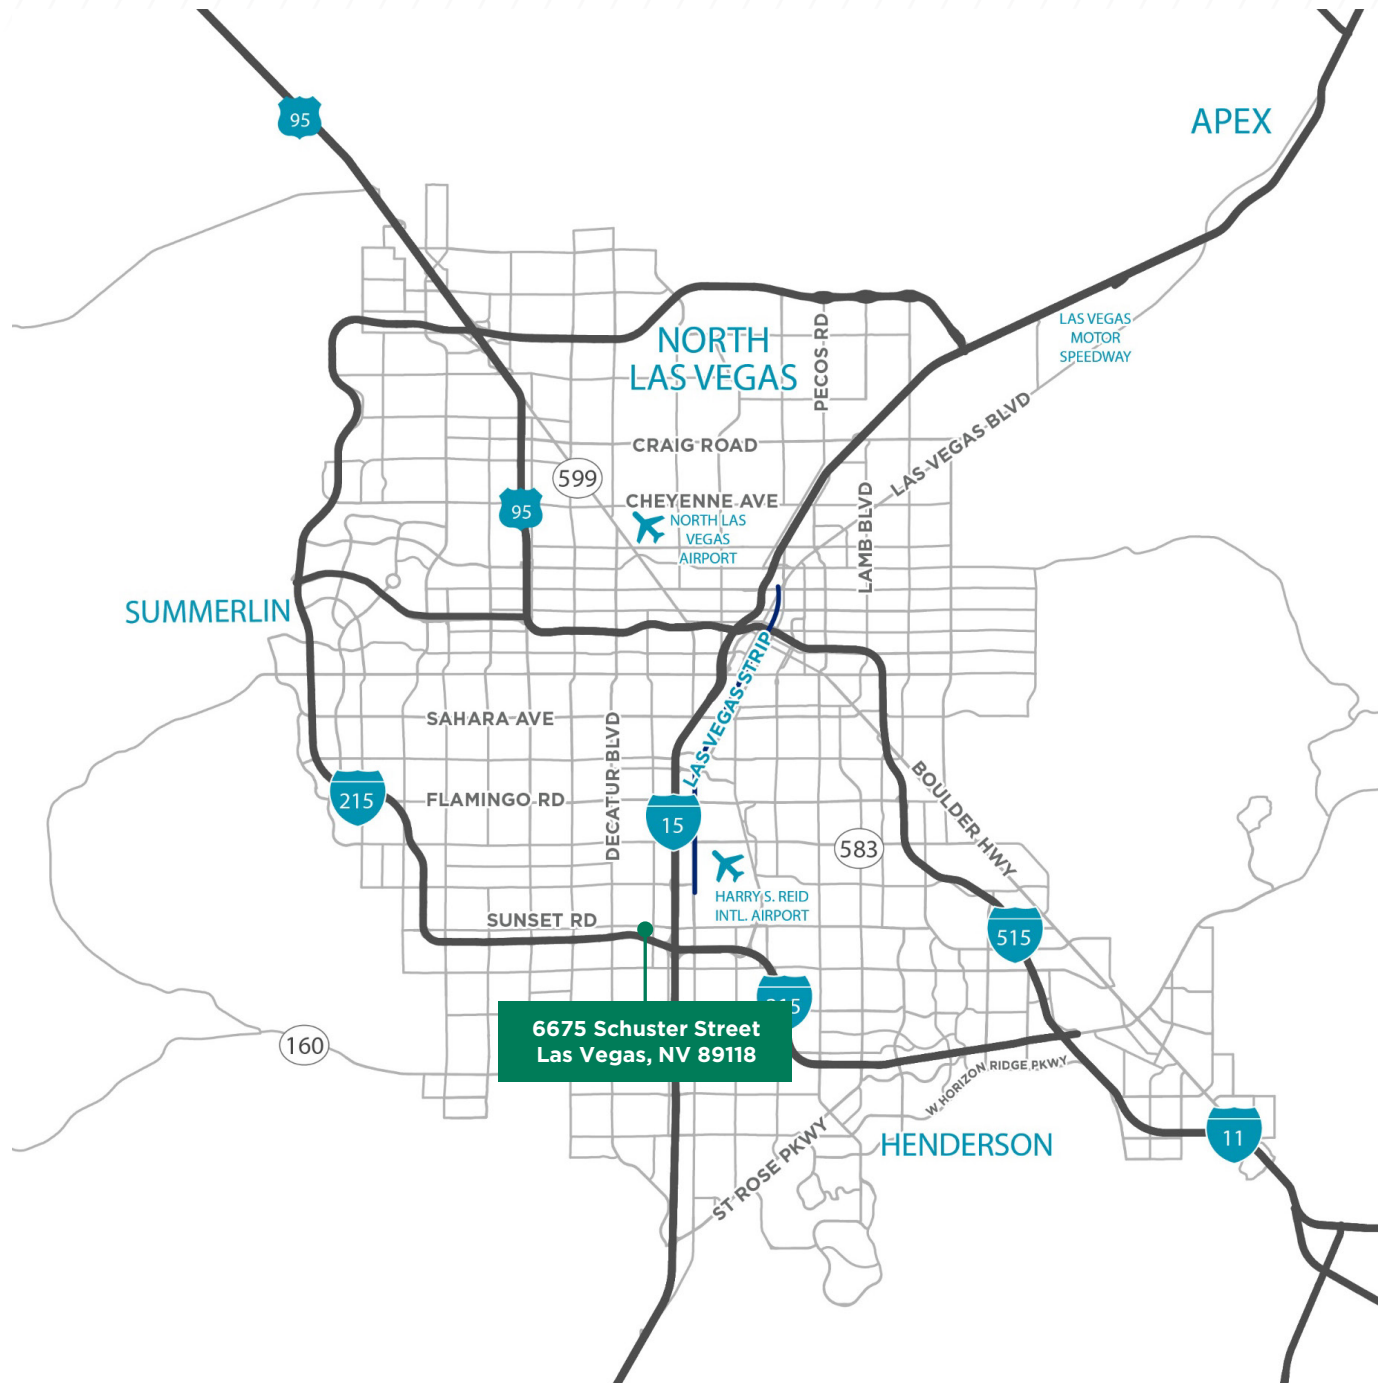 95
APEX
LAS VEGAS
MOTOR
SPEEDWAY
NORTH
LAS VEGAS
PECOS RD
CRAIG ROAD
LAS VEGAS BLVD
599
CHEYENNE AVE
95
NORTH LAS
VEGAS
AIRPORT
LAMB BLVD
SUMMERLIN
LAS VEGAS STRIP
SAHARA AVE
DECATUR BLVD
FLAMINGO RD
215
15
BOULDER HWY
583
HARRY S. REID
INTL. AIRPORT
SUNSET RD
515
6675 Schuster Street
Las Vegas, NV 89118
160
W HORIZON RIDGE PKWY
ST ROSE PKWY
HENDERSON
11